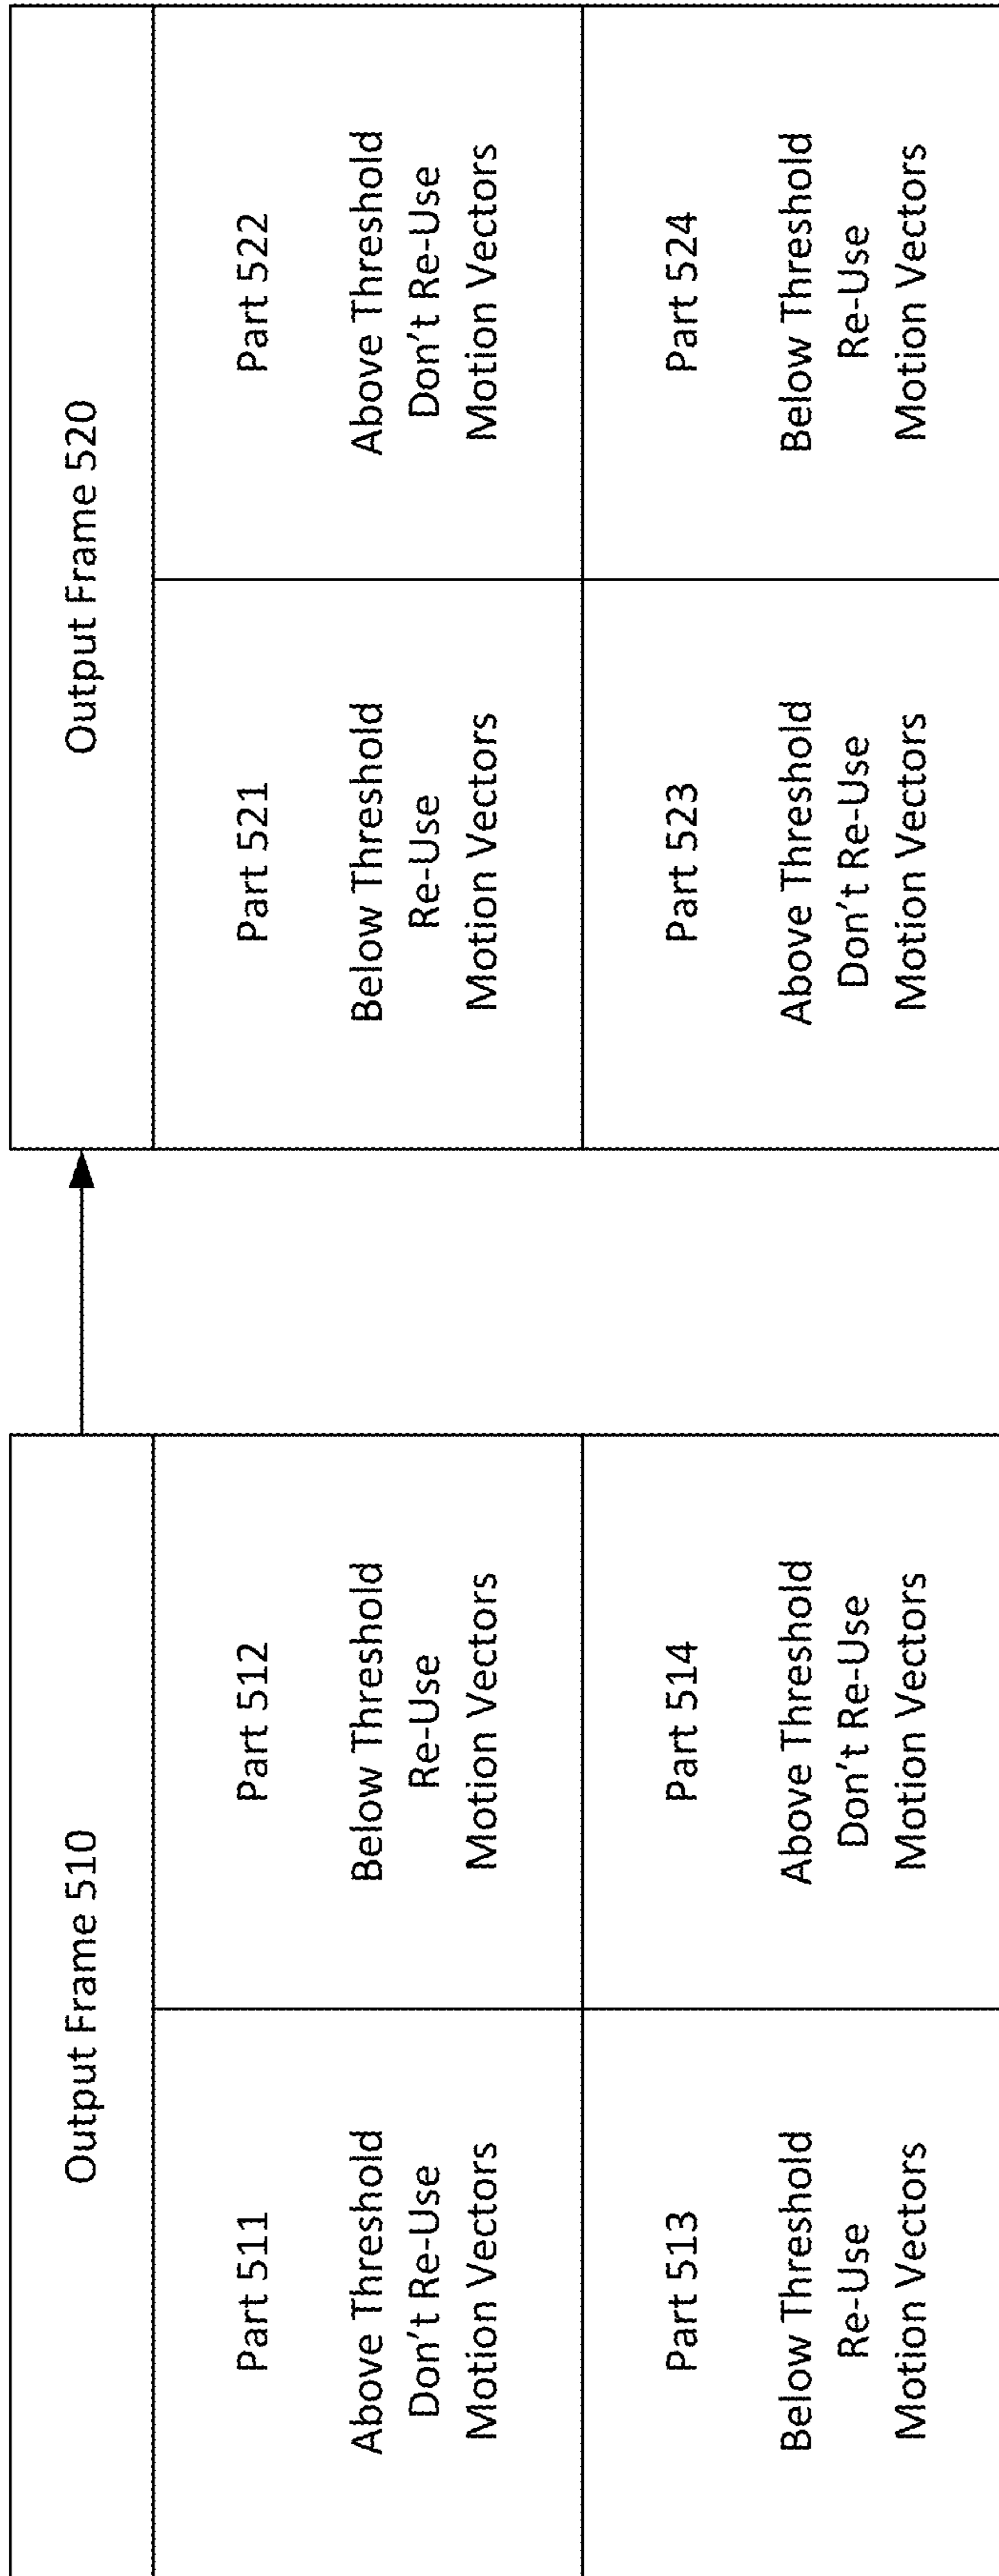 Output Frame 510
Part 511
Above Threshold
Don't Re-Use
Motion Vectors
Part 512
Below Threshold
Re-Use
Motion Vectors
Part 513
Below Threshold
Re-Use
Motion Vectors
Part 514
Above Threshold
Don't Re-Use
Motion Vectors
Output Frame 520
Part 521
Below Threshold
Re-Use
Motion Vectors
Part 522
Above Threshold
Don't Re-Use
Motion Vectors
Part 523
Above Threshold
Don't Re-Use
Motion Vectors
Part 524
Below Threshold
Re-Use
Motion Vectors